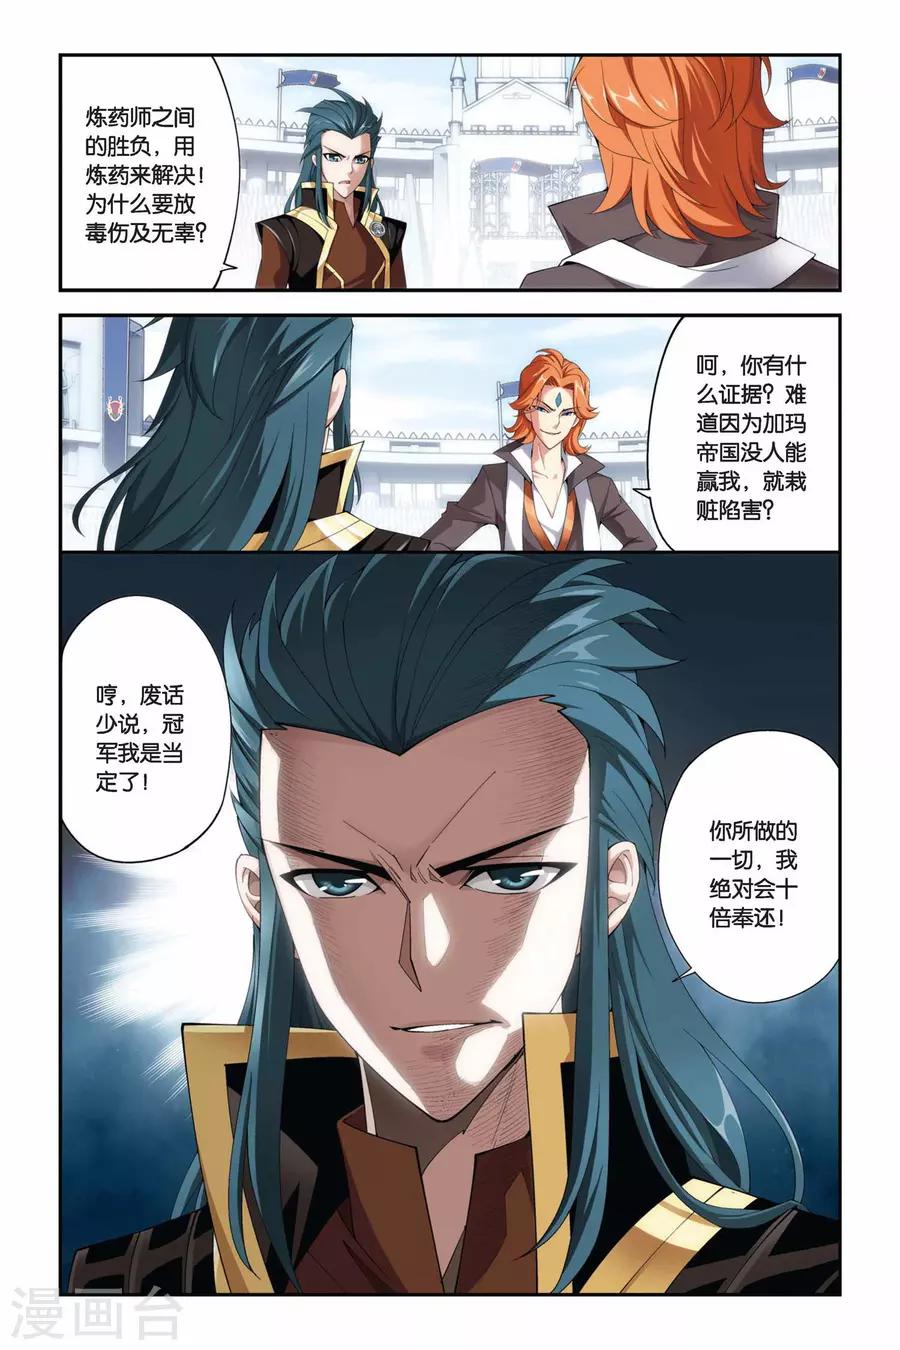 炼药师之间
的胜负，用
炼药来解决！
为什么要放
毒伤及无辜？
呵，你有什
么证据？难
道因为加玛
帝国没人能
赢我，就栽
赃陷害？
哼，废话
少说，冠
军我是当
定了！
你所做的
一切，我
绝对会十
倍奉还！
漫画台